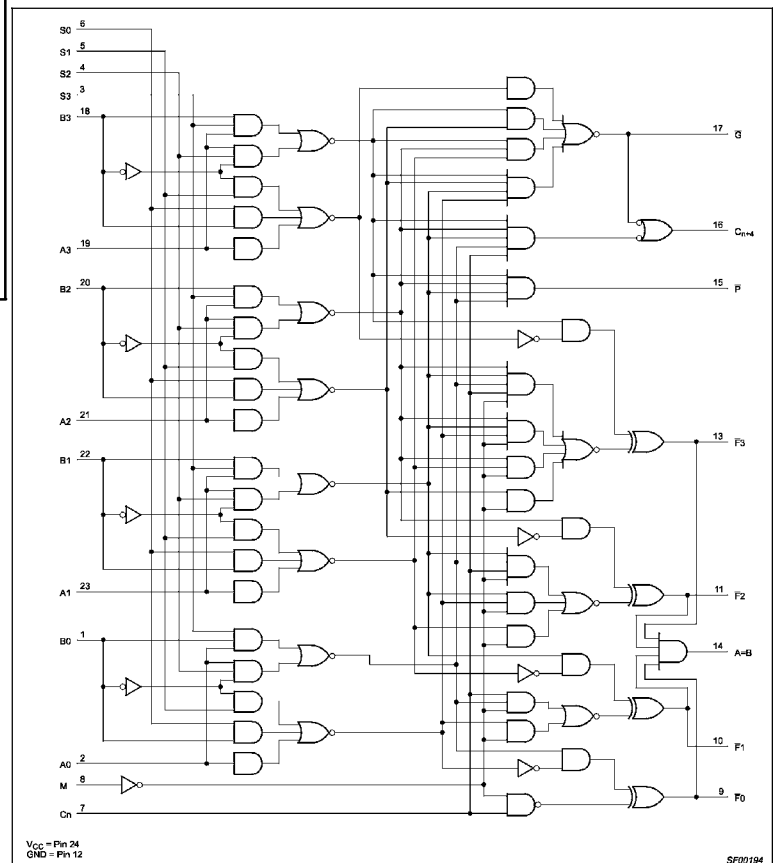 S0 6
S1 5
S2 4
S3 3
B3 18
A3 19
B2 20
A2 21
B1 22
A1 23
B0 1
A0 2
M 8
Cn 7
17 G̅
16 Cn+4
15 P̅
13 F̅3
11 F̅2
14 A=B
10 F̅1
9 F̅0
VCC = Pin 24
GND = Pin 12
SF00194